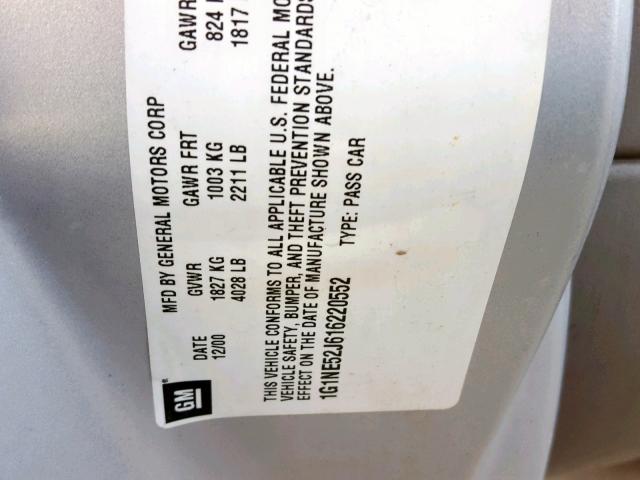 GM ®
MFD BY GENERAL MOTORS CORP
DATE GVWR GAWR FRT GAWR
12/00 1827 KG 1003 KG 824
4028 LB 2211 LB 1817
THIS VEHICLE CONFORMS TO ALL APPLICABLE U.S. FEDERAL MO
VEHICLE SAFETY, BUMPER, AND THEFT PREVENTION STANDARDS
EFFECT ON THE DATE OF MANUFACTURE SHOWN ABOVE.
1G1NE52J616220552 TYPE: PASS CAR